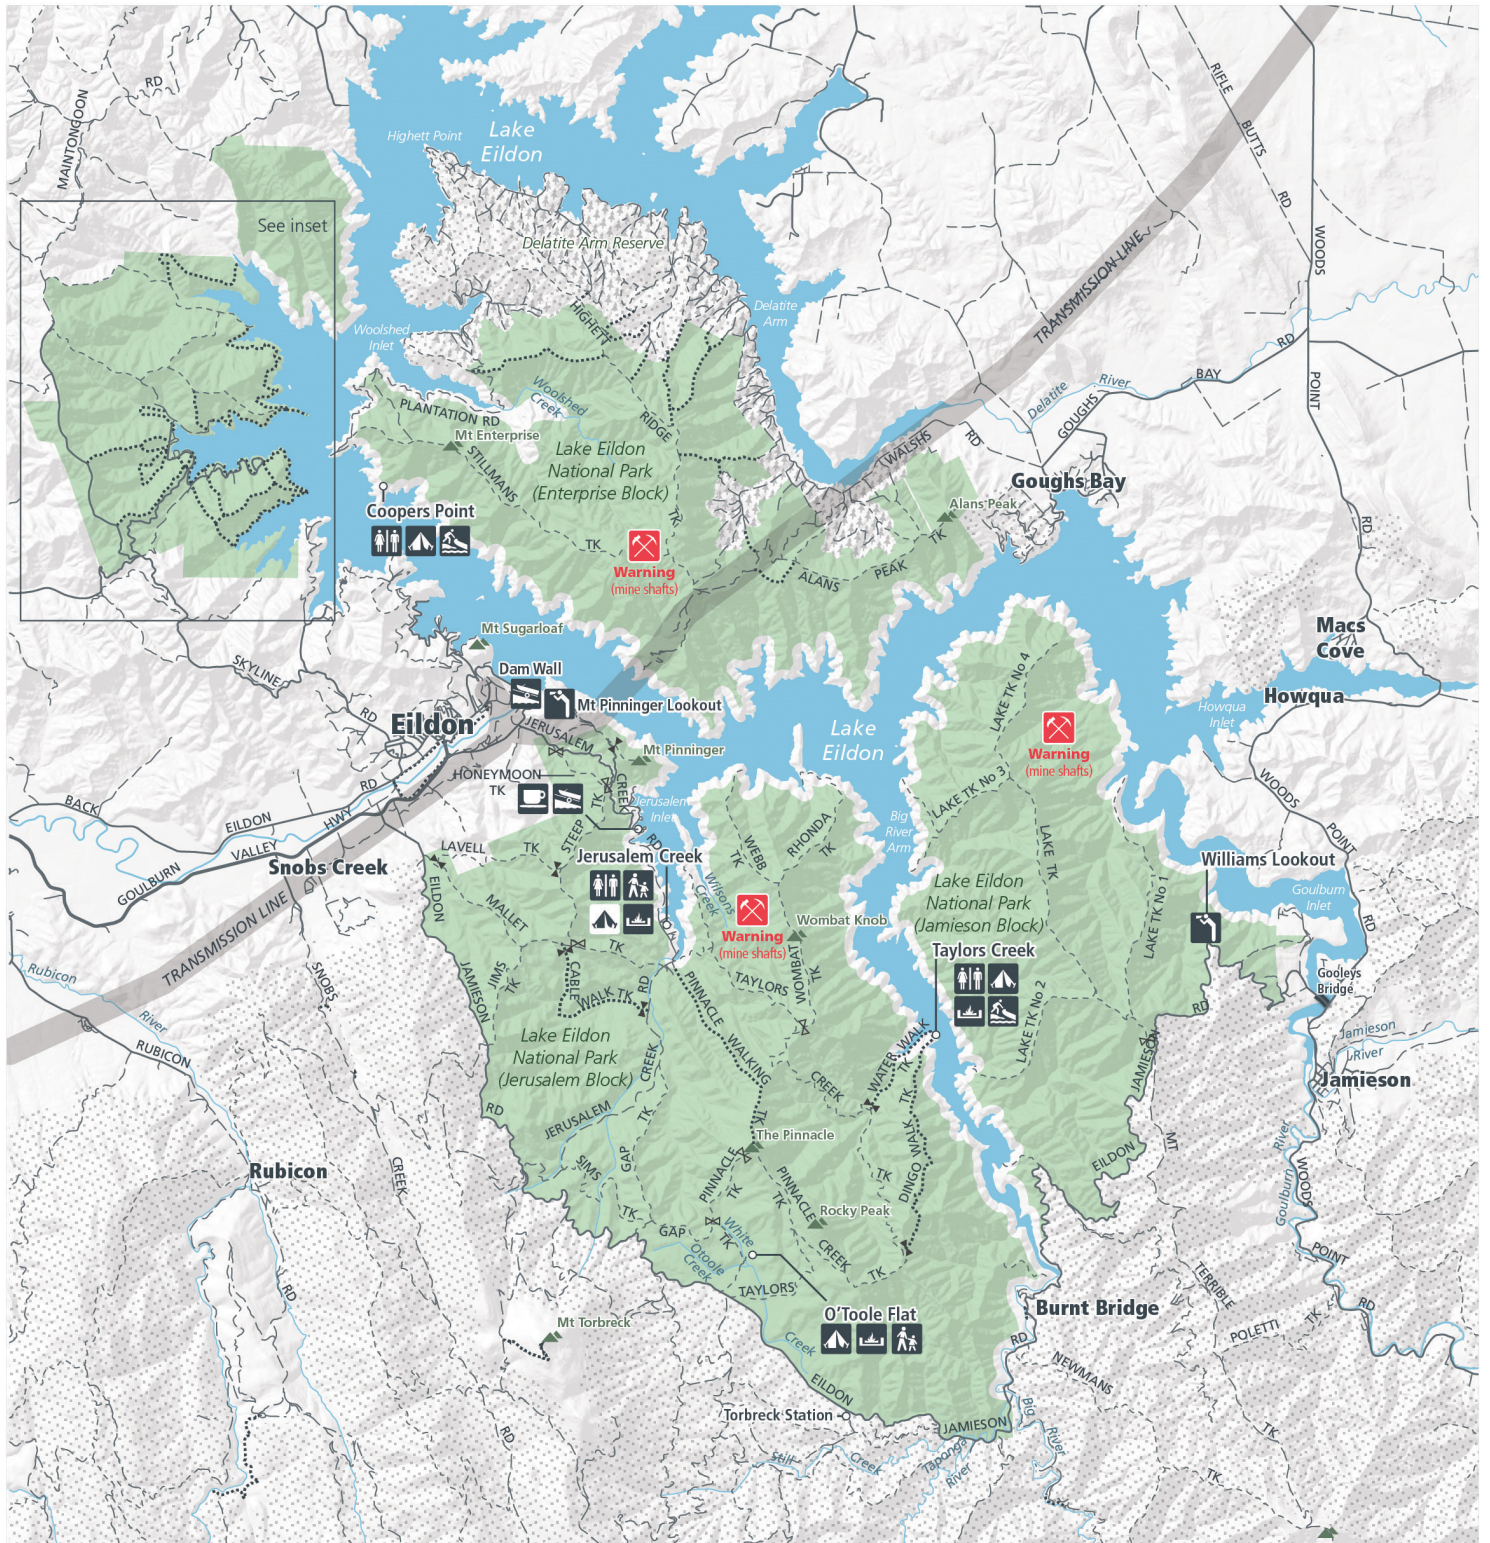 RD
MAINTONGOON
Highett Point
Lake
Eildon
RIFLE
BUTTS
RD
See inset
Delatite Arm Reserve
WOODS
TRANSMISSION LINE
Delatite
Arm
Woolshed
Inlet
HIGHETT
RD
BAY
Delatite
River
GOUGHS
POINT
Woolshed
Creek
PLANTATION RD
RIDGE
Mt Enterprise
Lake Eildon
National Park
(Enterprise Block)
STILLMANS
WALSHS
RD
Goughs Bay
Alans Peak
Coopers Point
TK
TK
TK
RD
Warning
(mine shafts)
ALANS
PEAK
Mt Sugarloaf
Macs
Cove
SKYLINE
Dam Wall
LAKE TK No 4
Howqua
RD
Eildon
Mt Pinninger Lookout
Howqua
Inlet
JERUSALEM
Lake
Eildon
Mt Pinninger
Warning
(mine shafts)
HONEYMOON
TK
CREEK
LAKE TK No 3
WOODS
RD
BACK
TK
Jerusalem
Inlet
EILDON
HWY
VALLEY
GOULBURN
STEEP
RD
WEBB
TK
RHONDA
TK
Big
River
Arm
POINT
LAVELL
TK
LAKE TK
Snobs Creek
Jerusalem Creek
Williams Lookout
EILDON
Wilsons
Creek
Lake Eildon
National Park
(Jamieson Block)
LAKE TK No 1
Goulburn
Inlet
MALLET
Warning
(mine shafts)
Wombat Knob
RD
TRANSMISSION LINE
TK
Taylors Creek
Rubicon
River
SNOBS
JAMIESON
JIMS
TK
CABLE
WALK TK
RD
PINNACLE
WALKING
TK
TAYLORS
WOMBAT
TK
Gooleys
Bridge
RD
LAKE TK No 2
Jamieson
River
RUBICON
Lake Eildon
National Park
(Jerusalem Block)
CREEK
WATER WALK
TK
JAMIESON
Jamieson
CREEK
TK
RD
JERUSALEM
TK
The Pinnacle
DINGO WALK
TK
MT
EILDON
Goulburn River
WOODS
Rubicon
CREEK
SIMS
TK
GAP
PINNACLE
TK
PINNACLE
TK
TK
Rocky Peak
GAP
TK
White
Otoole
Creek
CREEK
TK
POINT
RD
TAYLORS
TERRIBLE
RD
O'Toole Flat
Burnt Bridge
Mt Torbreck
Creek
POLETTI
TK
RD
NEWMANS
EILDON
Torbreck Station
JAMIESON
Big
River
TK
RD
Still
Creek
Taponga
River
TK